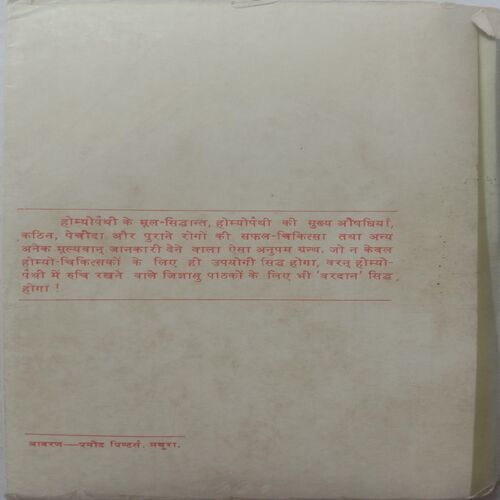 होम्योपैथी के मूल-सिद्धान्त, होम्योपैथी की मुख्य औषधियाँ,
कठिन, पेचीदा और पुराने रोगों की सफल-चिकित्सा तथा अन्य
अनेक मूल्यवान् जानकारी देने वाला ऐसा अनुपम ग्रन्थ, जो न केवल
होम्यो-चिकित्सकों के लिए ही उपयोगी सिद्ध होगा, वरन् होम्यो-
पैथी में रुचि रखने वाले जिज्ञासु पाठकों के लिए भी 'वरदान' सिद्ध
होगा !
आवरण—प्रमोद प्रिण्टर्स, मथुरा.